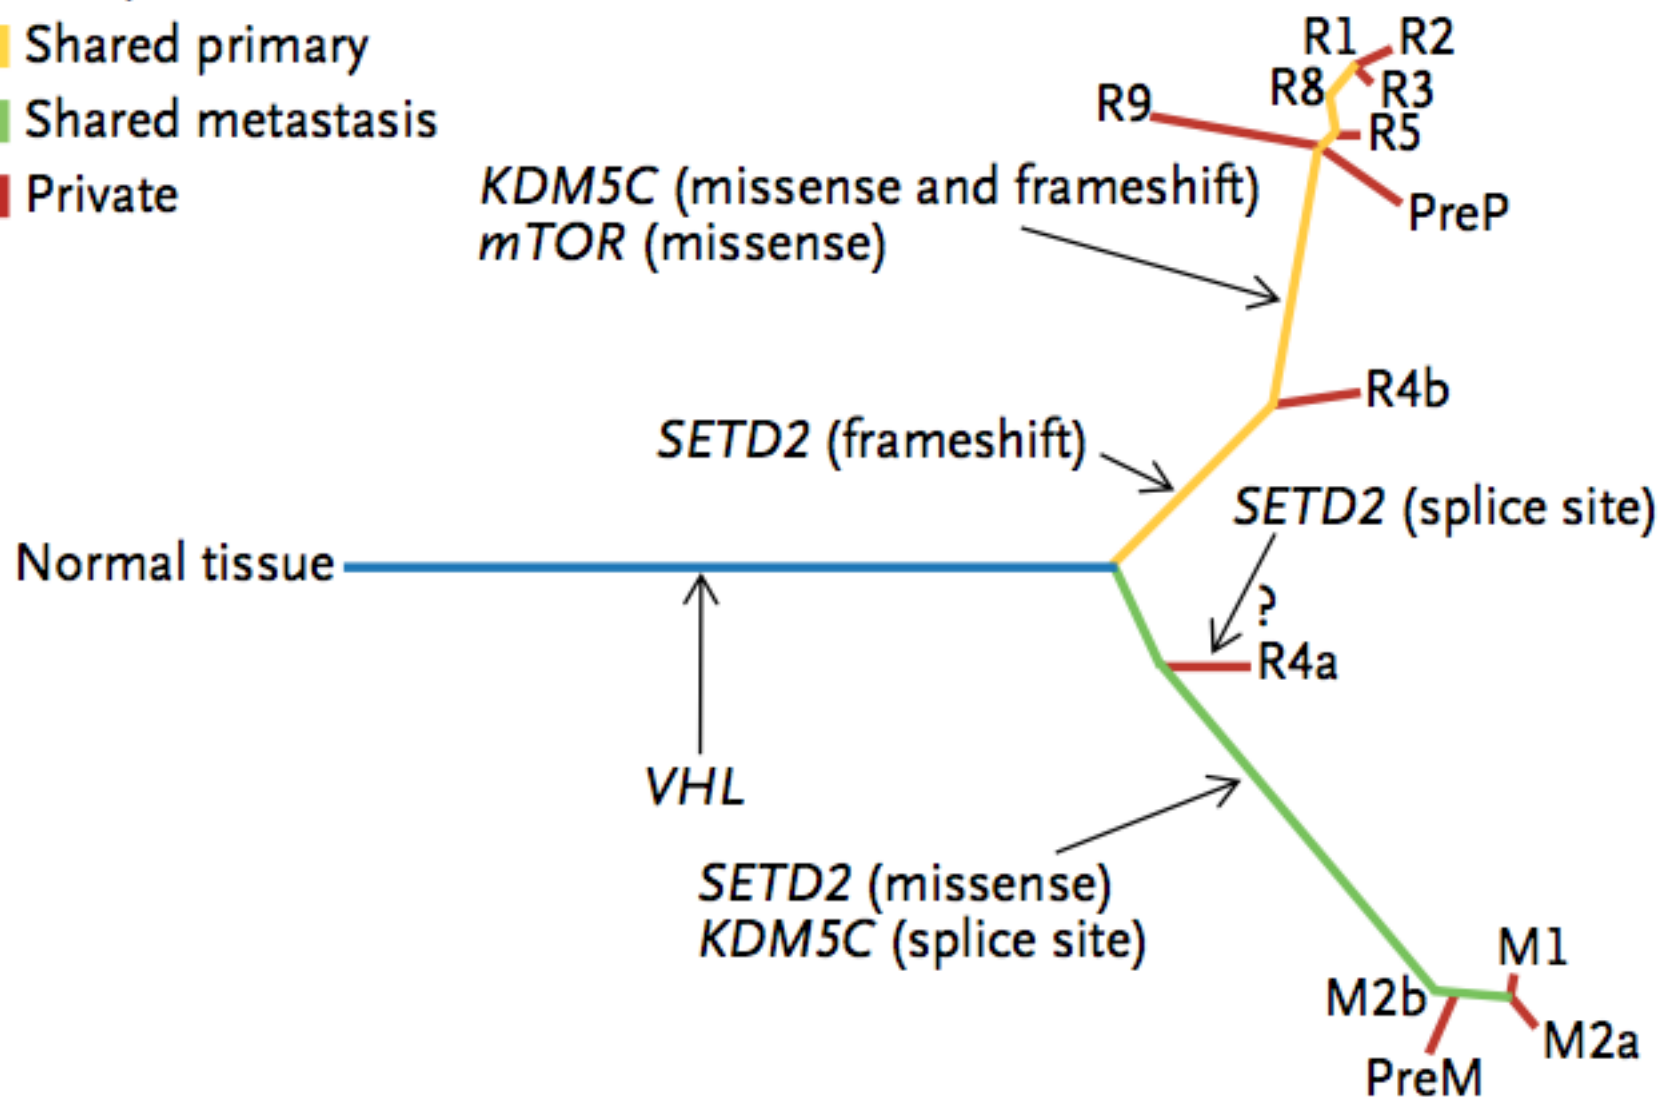 Shared primary
Shared metastasis
Private
R1
R2
R8
R3
R9
R5
KDM5C (missense and frameshift)
mTOR (missense)
PreP
R4b
SETD2 (frameshift)
SETD2 (splice site)
Normal tissue
?
R4a
VHL
SETD2 (missense)
KDM5C (splice site)
M1
M2b
M2a
PreM